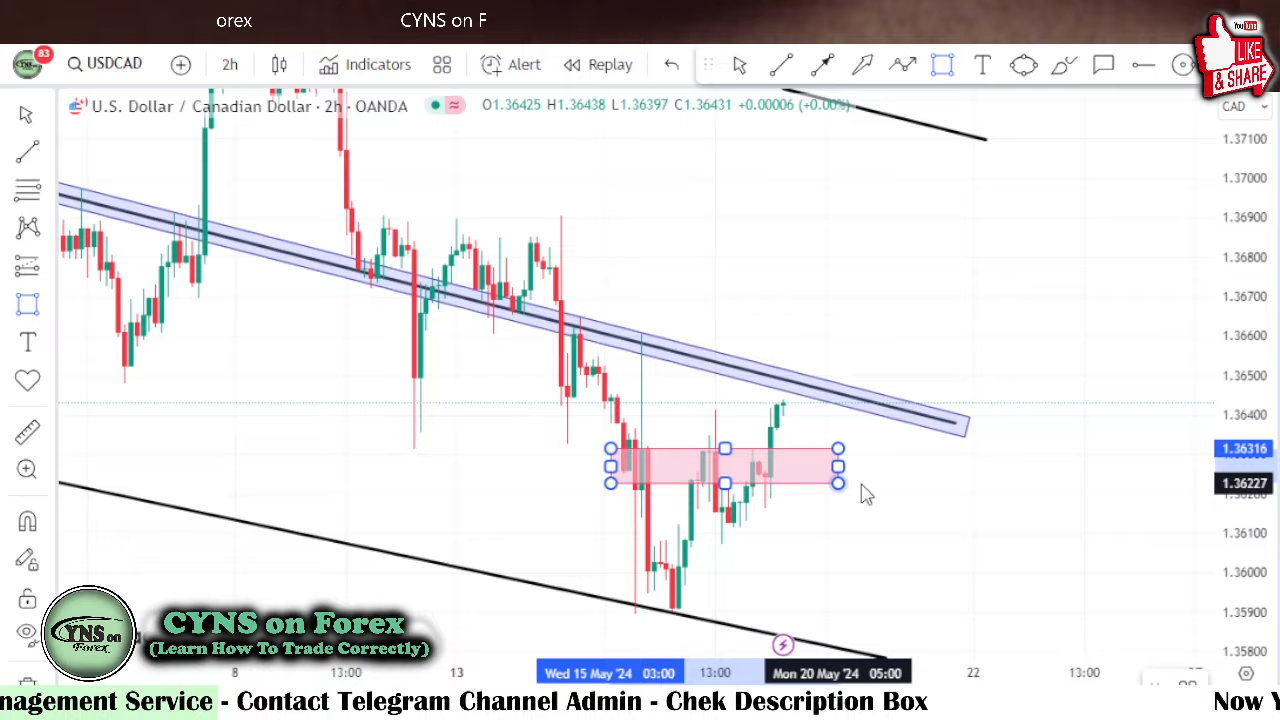 orex CYNS on F
83 USDCAD 2h Indicators Alert Replay
YouTube
LIKE
& SHARE
U.S. Dollar / Canadian Dollar · 2h · OANDA O1.36425 H1.36438 L1.36397 C1.36431 +0.00006 (+0.00%)
CAD
1.37100
1.37000
1.36900
1.36800
1.36700
1.36600
1.36500
1.36400
1.36316
1.36227
1.36100
1.36000
1.35900
1.35800
CYNS on Forex
(Learn How To Trade Correctly)
CYNS on Forex
8 13:00 13 Wed 15 May '24 03:00 13:00 Mon 20 May '24 05:00 22 13:00
nagement Service - Contact Telegram Channel Admin - Chek Description Box Now Y